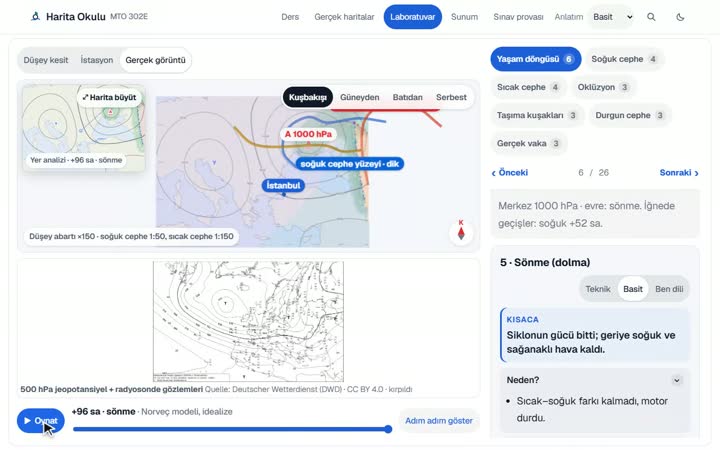 Harita Okulu MTO 302E
Ders
Gerçek haritalar
Laboratuvar
Sunum
Sınav provası
Anlatım
Basit
Düşey kesit
İstasyon
Gerçek görüntü
Harita büyüt
Yer analizi · +96 sa · sönme
Kuşbakışı
Güneyden
Batıdan
Serbest
A 1000 hPa
soğuk cephe yüzeyi · dik
İstanbul
Düşey abartı ×150 · soğuk cephe 1:50, sıcak cephe 1:150
K
500 hPa jeopotansiyel + radyosonde gözlemleri Quelle: Deutscher Wetterdienst (DWD) · CC BY 4.0 · kırpıldı
Oynat
+96 sa · sönme · Norveç modeli, idealize
Adım adım göster
Yaşam döngüsü 6
Soğuk cephe 4
Sıcak cephe 4
Oklüzyon 3
Taşıma kuşakları 3
Durgun cephe 3
Gerçek vaka 3
‹ Önceki
6 / 26
Sonraki ›
Merkez 1000 hPa · evre: sönme. İğnede
geçişler: soğuk +52 sa.
5 · Sönme (dolma)
Teknik
Basit
Ben dili
KISACA
Siklonun gücü bitti; geriye soğuk ve
sağanaklı hava kaldı.
Neden?
• Sıcak–soğuk farkı kalmadı, motor
durdu.